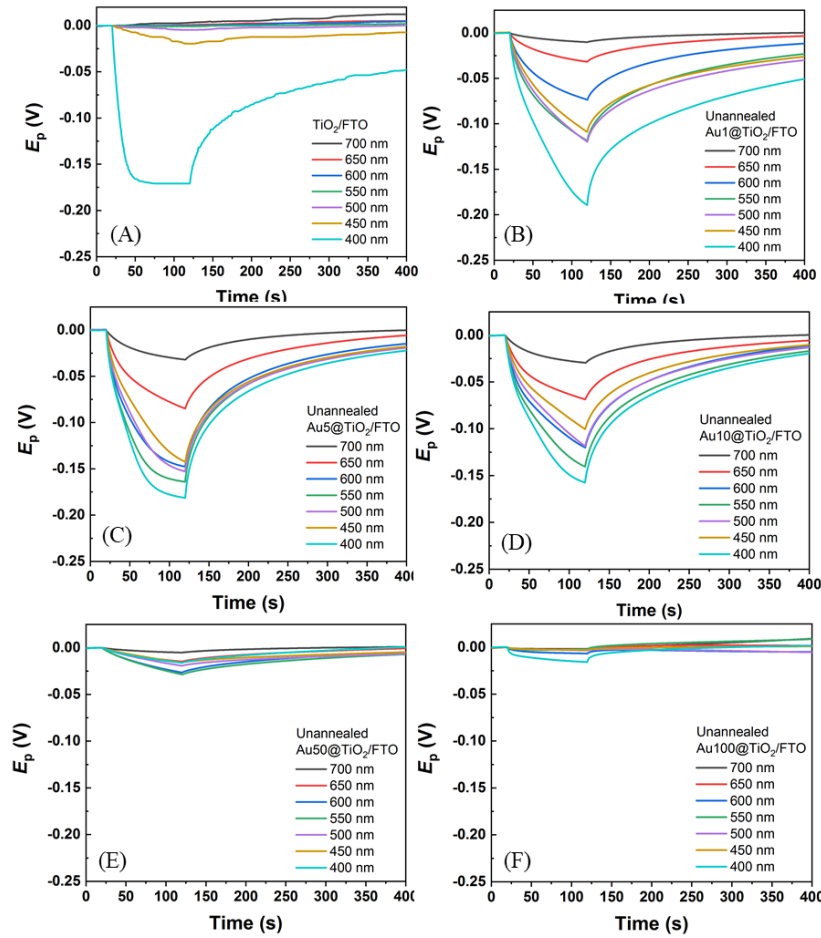 0.00
-0.05
-0.10
-0.15
-0.20
-0.25
Ep (V)
TiO2/FTO
700 nm
650 nm
600 nm
550 nm
500 nm
450 nm
400 nm
(A)
0 50 100 150 200 250 300 350 400
Time (s)
0.00
-0.05
-0.10
-0.15
-0.20
-0.25
Ep (V)
Unannealed
Au1@TiO2/FTO
700 nm
650 nm
600 nm
550 nm
500 nm
450 nm
400 nm
(B)
0 50 100 150 200 250 300 350 400
Time (s)
0.00
-0.05
-0.10
-0.15
-0.20
-0.25
Ep (V)
Unannealed
Au5@TiO2/FTO
700 nm
650 nm
600 nm
550 nm
500 nm
450 nm
400 nm
(C)
0 50 100 150 200 250 300 350 400
Time (s)
0.00
-0.05
-0.10
-0.15
-0.20
-0.25
Ep (V)
Unannealed
Au10@TiO2/FTO
700 nm
650 nm
600 nm
550 nm
500 nm
450 nm
400 nm
(D)
0 50 100 150 200 250 300 350 400
Time (s)
0.00
-0.05
-0.10
-0.15
-0.20
-0.25
Ep (V)
Unannealed
Au50@TiO2/FTO
700 nm
650 nm
600 nm
550 nm
500 nm
450 nm
400 nm
(E)
0 50 100 150 200 250 300 350 400
Time (s)
0.00
-0.05
-0.10
-0.15
-0.20
-0.25
Ep (V)
Unannealed
Au100@TiO2/FTO
700 nm
650 nm
600 nm
550 nm
500 nm
450 nm
400 nm
(F)
0 50 100 150 200 250 300 350 400
Time (s)